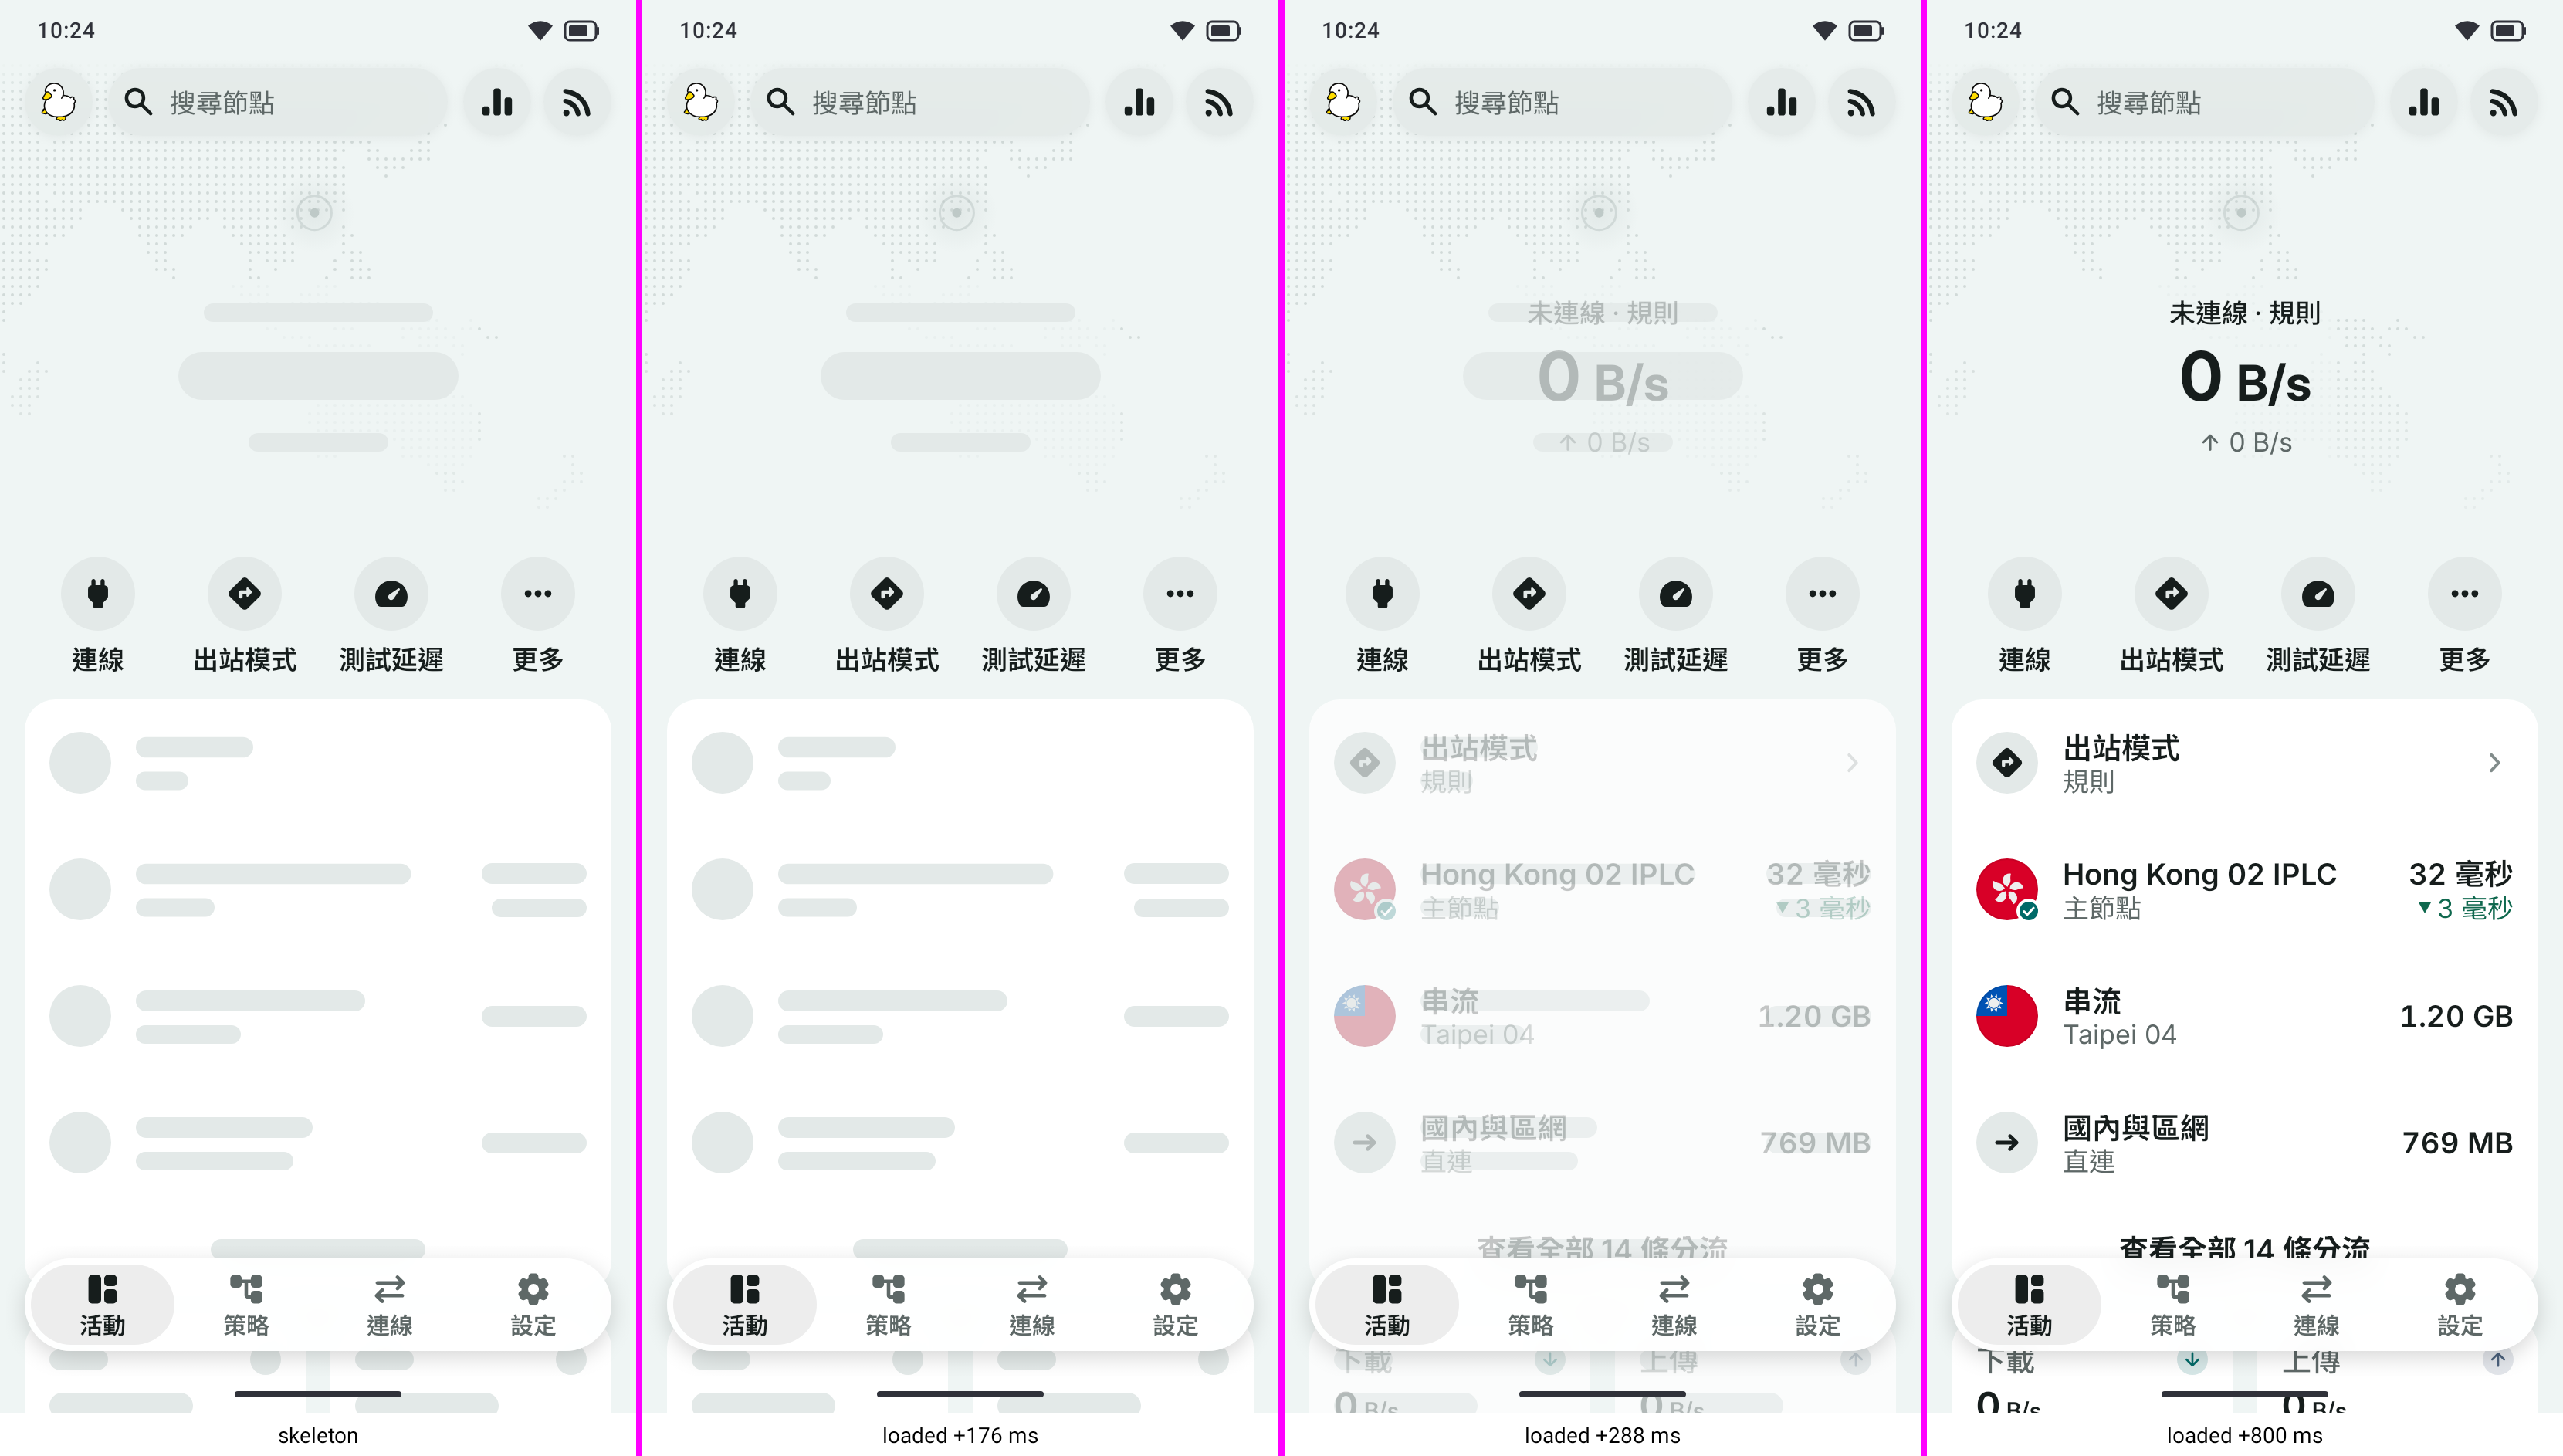 10:24
搜尋節點
連線
出站模式
測試延遲
更多
活動
策略
連線
設定
skeleton
10:24
搜尋節點
連線
出站模式
測試延遲
更多
活動
策略
連線
設定
loaded +176 ms
10:24
搜尋節點
未連線 · 規則
0 B/s
↑ 0 B/s
連線
出站模式
測試延遲
更多
出站模式
規則
Hong Kong 02 IPLC
32 毫秒
主節點
▼3 毫秒
串流
Taipei 04
1.20 GB
國內與區網
直連
769 MB
查看全部 14 條分流
活動
策略
連線
設定
下載
上傳
0 B/s
0 B/s
loaded +288 ms
10:24
搜尋節點
未連線 · 規則
0 B/s
↑ 0 B/s
連線
出站模式
測試延遲
更多
出站模式
規則
Hong Kong 02 IPLC
32 毫秒
主節點
▼3 毫秒
串流
Taipei 04
1.20 GB
國內與區網
直連
769 MB
查看全部 14 條分流
活動
策略
連線
設定
下載
上傳
0 B/s
0 B/s
loaded +800 ms